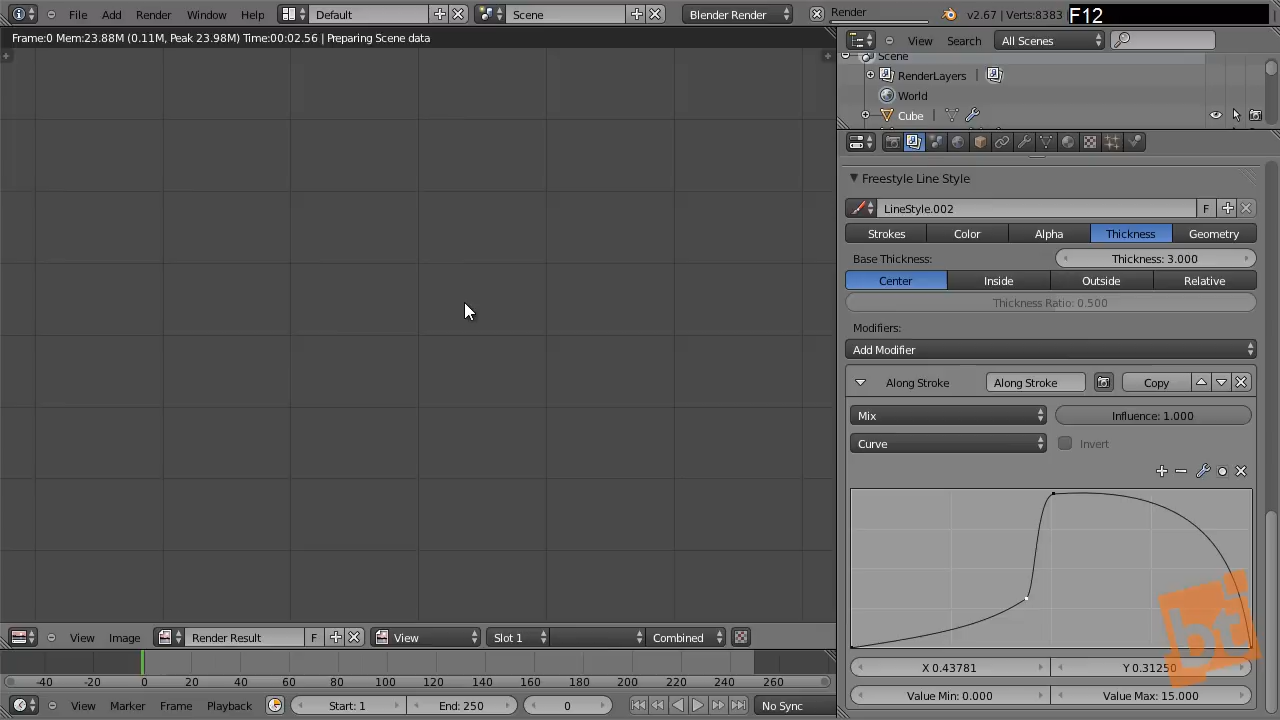 File Add Render Window Help Default Scene Blender Render Render v2.67 | Verts:8383 F12
Frame:0 Mem:23.88M (0.11M, Peak 23.98M) Time:00:02.56 | Preparing Scene data
View Search All Scenes
Scene
RenderLayers
World
Cube
Freestyle Line Style
LineStyle.002 F
Strokes Color Alpha Thickness Geometry
Base Thickness: Thickness: 3.000
Center Inside Outside Relative
Thickness Ratio: 0.500
Modifiers:
Add Modifier
Along Stroke Along Stroke Copy
Mix Influence: 1.000
Curve Invert
X 0.43781 Y 0.31250
Value Min: 0.000 Value Max: 15.000
bt
View Image Render Result F View Slot 1 Combined
-40 -20 0 20 40 60 80 100 120 140 160 180 200 220 240 260
View Marker Frame Playback Start: 1 End: 250 0 No Sync